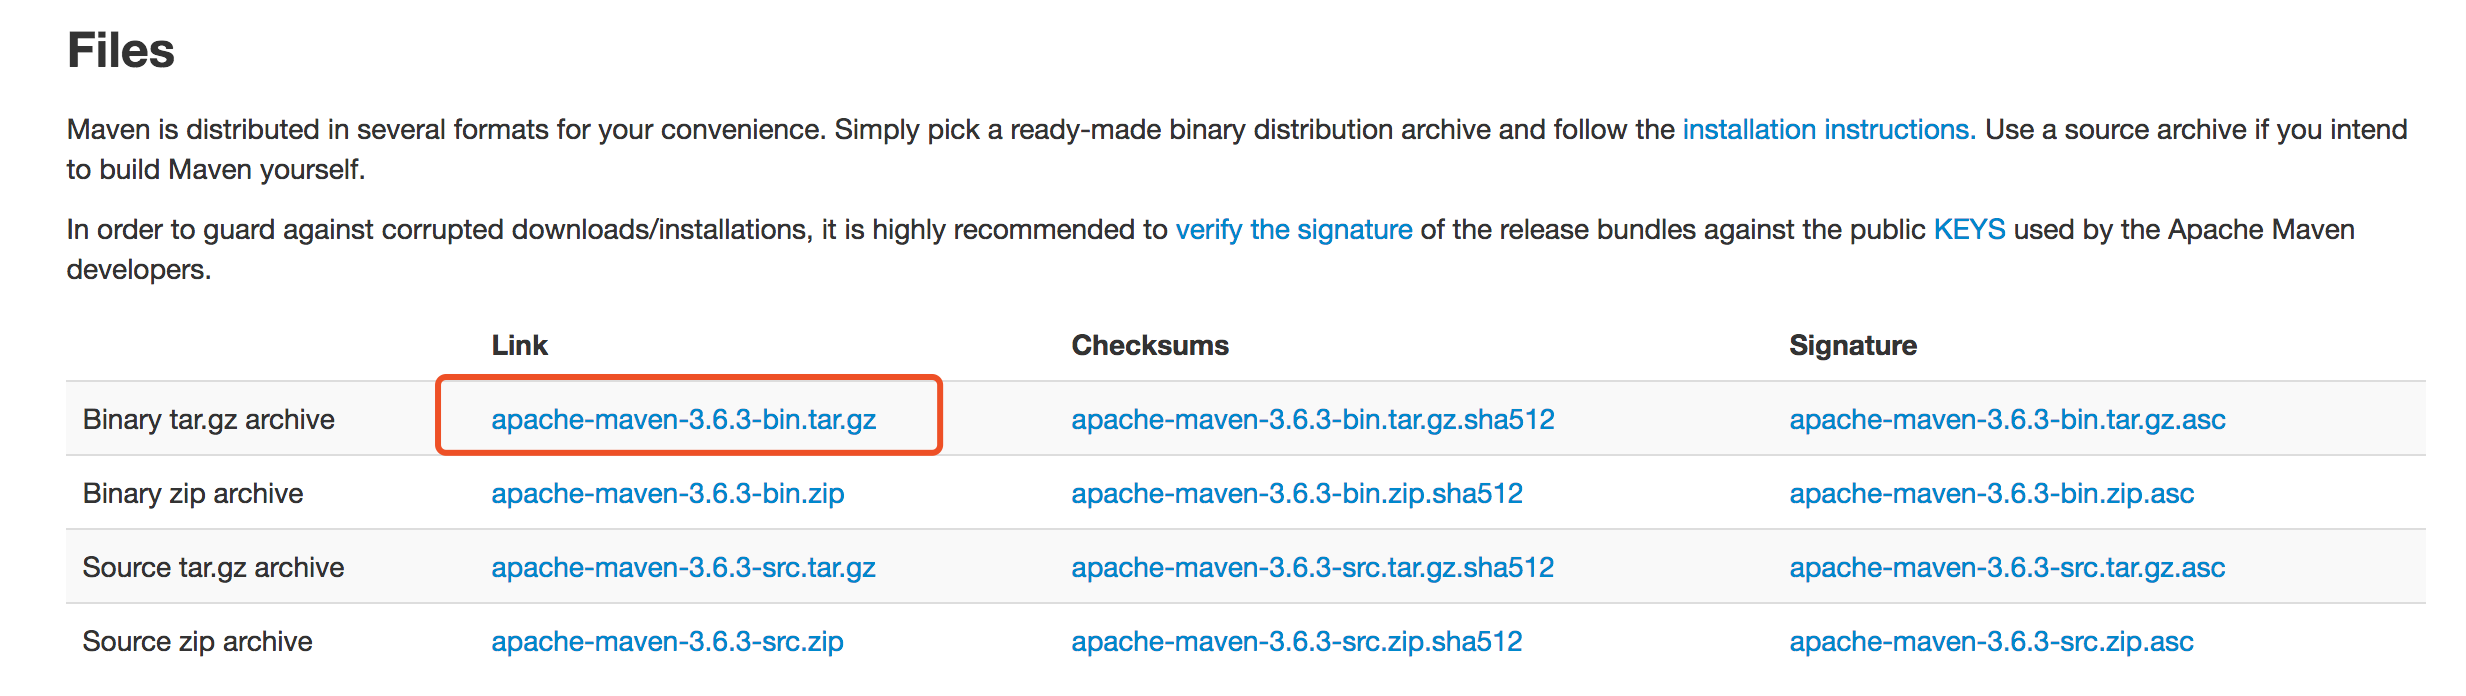 Files
Maven is distributed in several formats for your convenience. Simply pick a ready-made binary distribution archive and follow the installation instructions. Use a source archive if you intend
to build Maven yourself.
In order to guard against corrupted downloads/installations, it is highly recommended to verify the signature of the release bundles against the public KEYS used by the Apache Maven
developers.
Link Checksums Signature
Binary tar.gz archive apache-maven-3.6.3-bin.tar.gz apache-maven-3.6.3-bin.tar.gz.sha512 apache-maven-3.6.3-bin.tar.gz.asc
Binary zip archive apache-maven-3.6.3-bin.zip apache-maven-3.6.3-bin.zip.sha512 apache-maven-3.6.3-bin.zip.asc
Source tar.gz archive apache-maven-3.6.3-src.tar.gz apache-maven-3.6.3-src.tar.gz.sha512 apache-maven-3.6.3-src.tar.gz.asc
Source zip archive apache-maven-3.6.3-src.zip apache-maven-3.6.3-src.zip.sha512 apache-maven-3.6.3-src.zip.asc